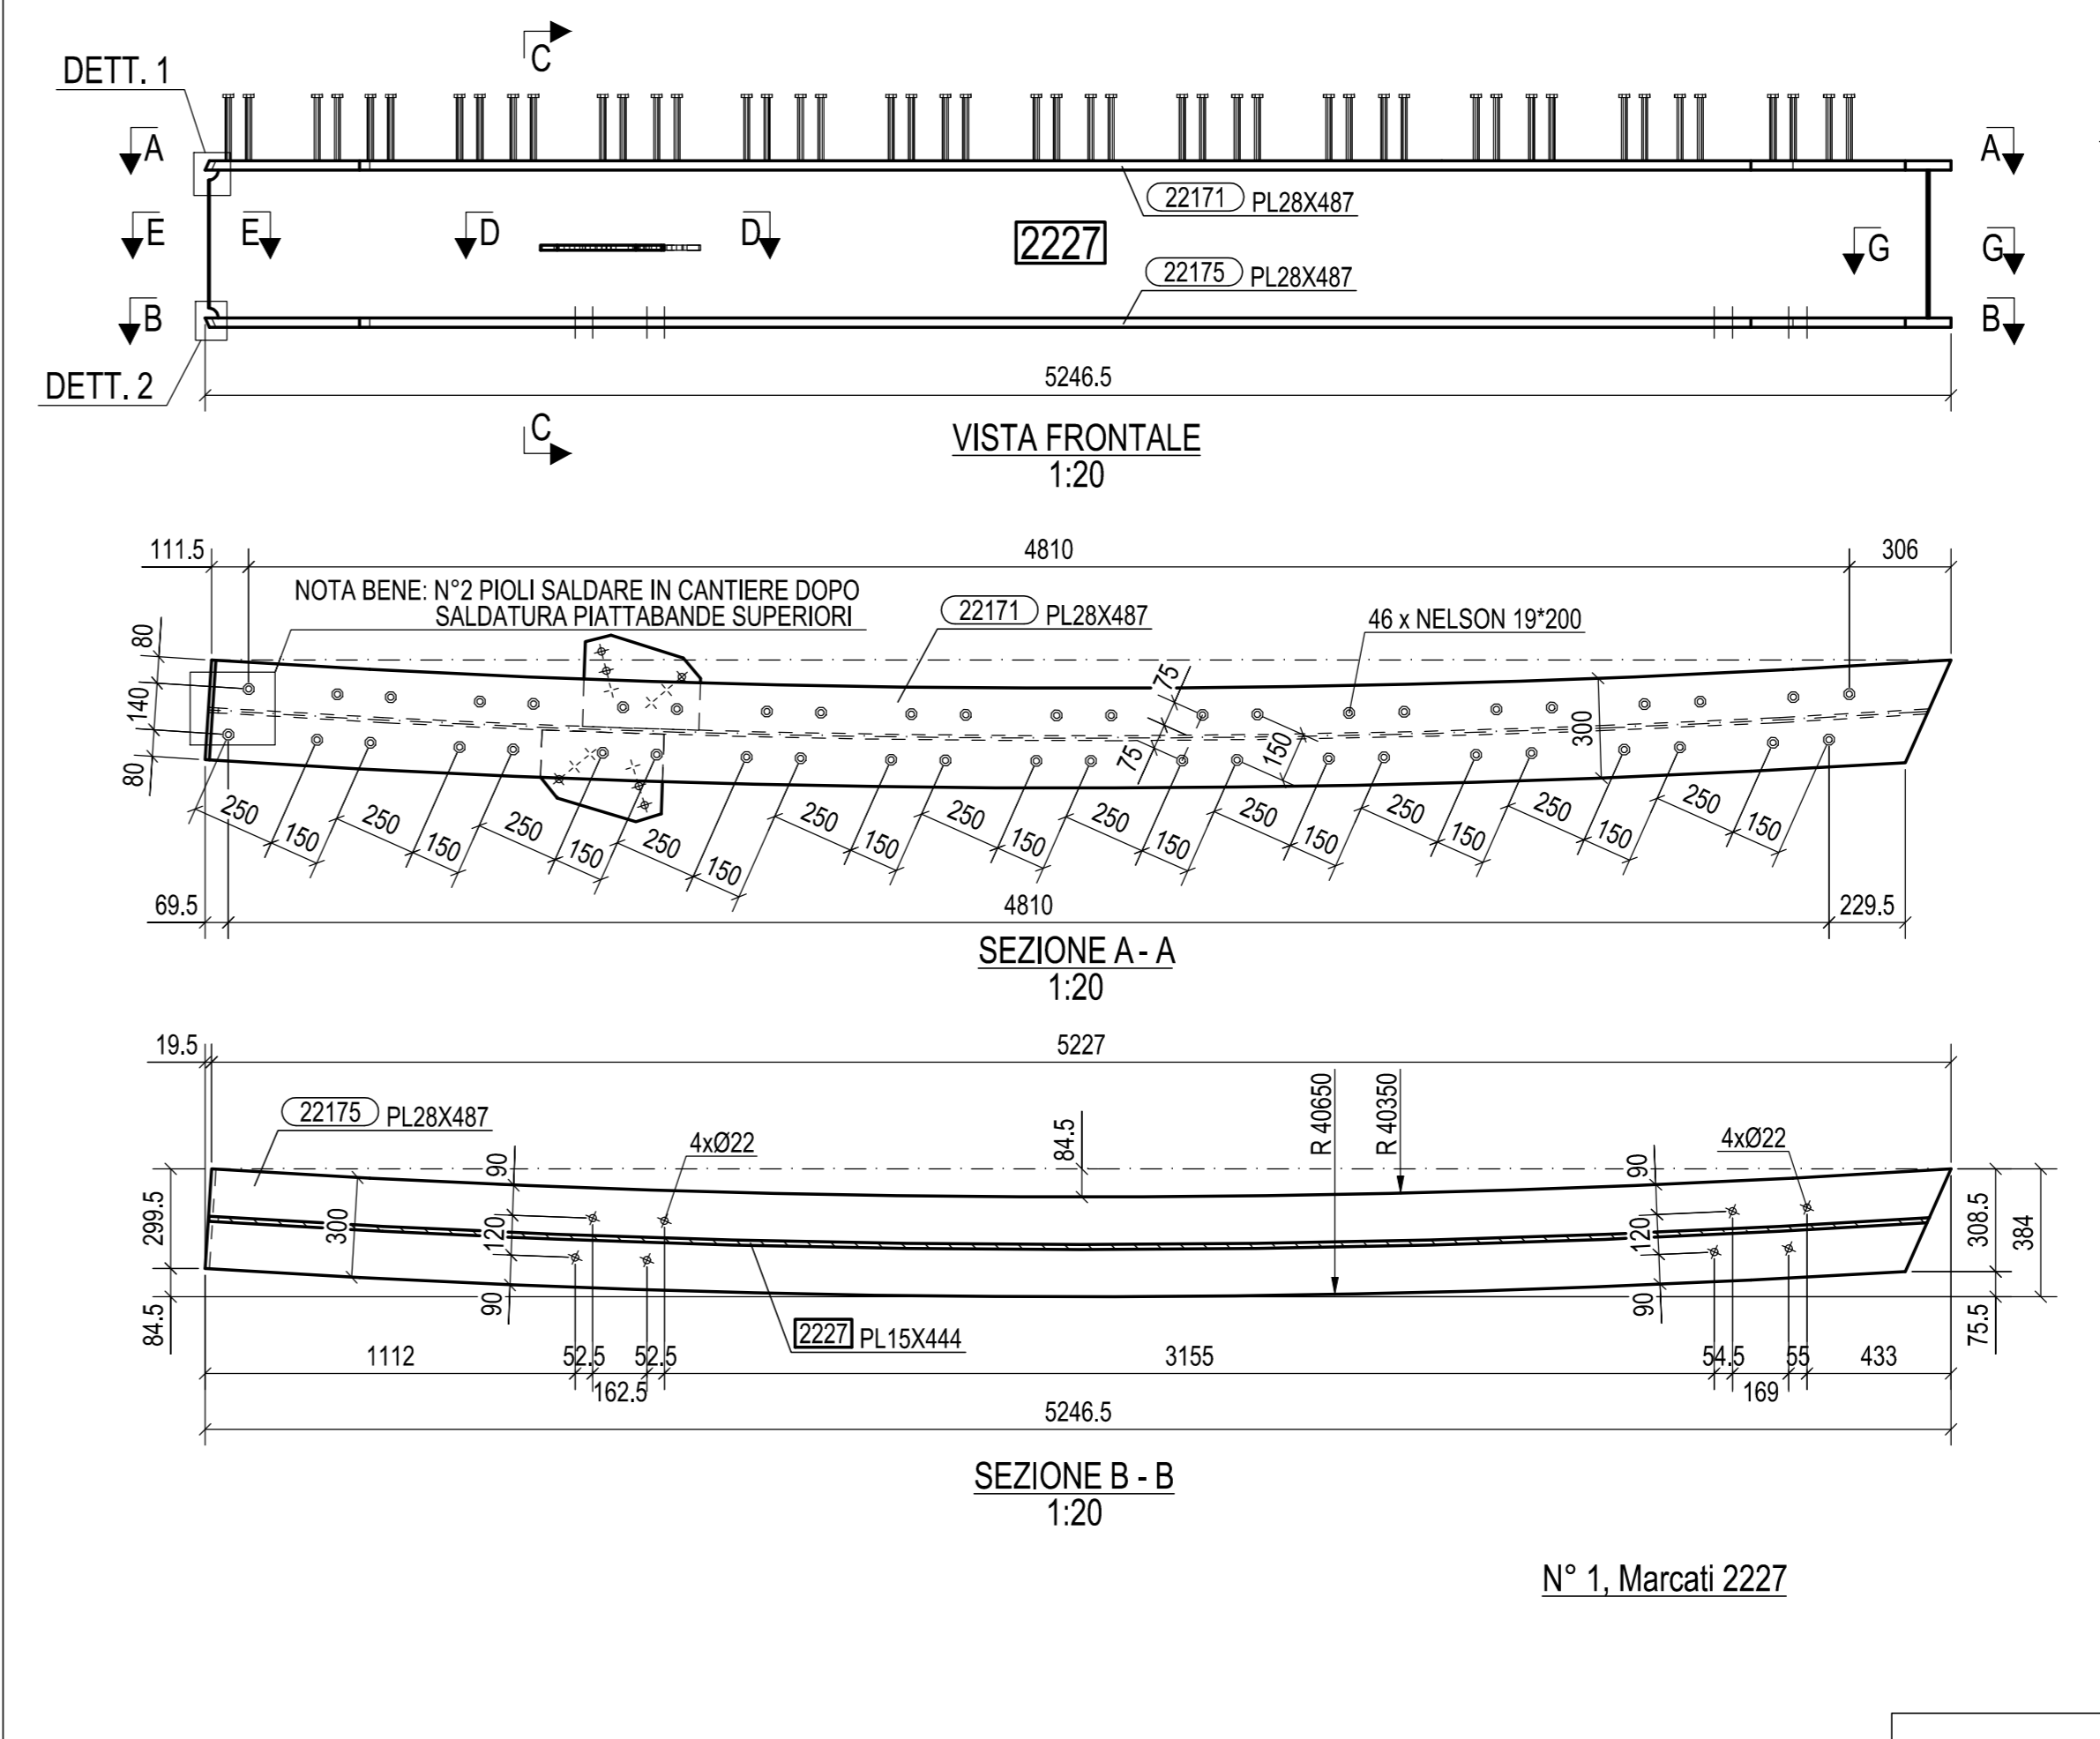 C
DETT. 1
A
A
22171 PL28X487
E
E
D
D
2227
G
G
22175 PL28X487
B
B
DETT. 2
5246.5
C
VISTA FRONTALE
1:20
111.5
4810
306
NOTA BENE: N°2 PIOLI SALDARE IN CANTIERE DOPO
SALDATURA PIATTABANDE SUPERIORI
22171 PL28X487
46 x NELSON 19*200
80
140
80
75
75
150
300
250 150 250 150 250 150 250 150 250 150 250 150 250 150 250 150 250 150 250 150 250 150
69.5
4810
229.5
SEZIONE A - A
1:20
19.5
5227
22175 PL28X487
4xØ22
84.5
R 40650
R 40350
4xØ22
299.5
84.5
300
90
120
90
90
120
90
308.5
384
75.5
2227 PL15X444
1112
52.5
52.5
3155
54.5
55
433
162.5
169
5246.5
SEZIONE B - B
1:20
N° 1, Marcati 2227